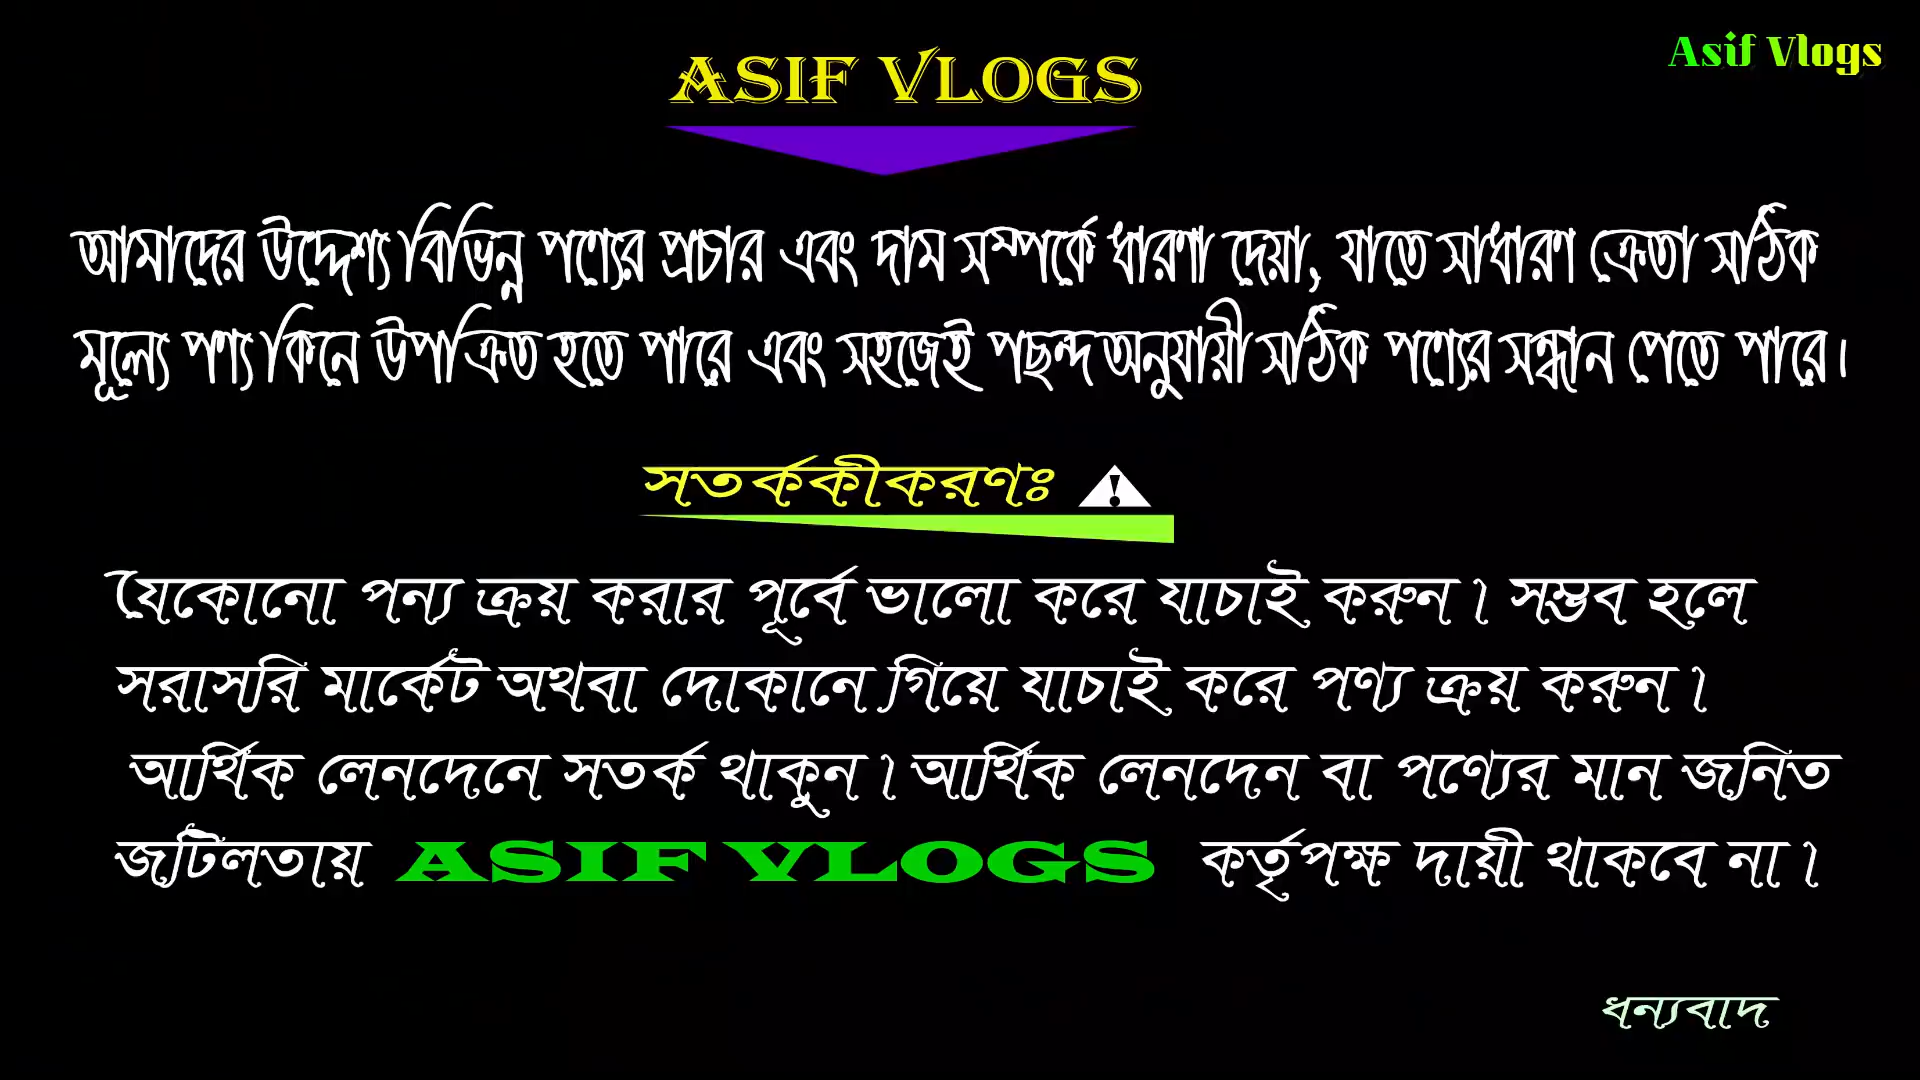 Asif Vlogs
ASIF VLOGS
আমাদের উদ্দেশ্য বিভিন্ন পণ্যের প্রচার এবং দাম সম্পর্কে ধারণা দেয়া, যাতে সাধারণ ক্রেতা সঠিক
মূল্যে পণ্য কিনে উপক্রিত হতে পারে এবং সহজেই পছন্দ অনুযায়ী সঠিক পণ্যের সন্ধান পেতে পারে।
সতর্ককীকরণঃ ⚠
যৈকোনো পন্য ক্রয় করার পূর্বে ভালো করে যাচাই করুন। সম্ভব হলে
সরাসরি মার্কেট অথবা দোকানে গিয়ে যাচাই করে পণ্য ক্রয় করুন।
আর্থিক লেনদেনে সতর্ক থাকুন। আর্থিক লেনদেন বা পণ্যের মান জনিত
জটিলতায় ASIF VLOGS কর্তৃপক্ষ দায়ী থাকবে না।
ধন্যবাদ